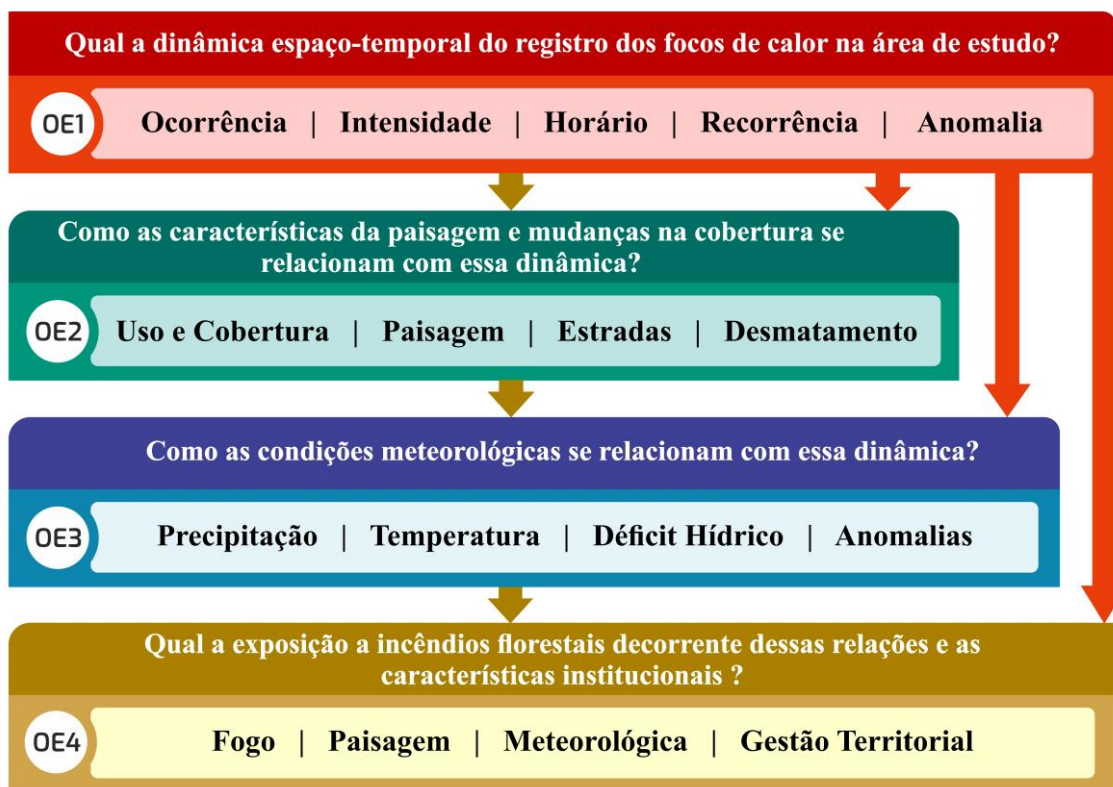 Qual a dinâmica espaço-temporal do registro dos focos de calor na área de estudo?
OE1 Ocorrência | Intensidade | Horário | Recorrência | Anomalia
Como as características da paisagem e mudanças na cobertura se
relacionam com essa dinâmica?
OE2 Uso e Cobertura | Paisagem | Estradas | Desmatamento
Como as condições meteorológicas se relacionam com essa dinâmica?
OE3 Precipitação | Temperatura | Déficit Hídrico | Anomalias
Qual a exposição a incêndios florestais decorrente dessas relações e as
características institucionais ?
OE4 Fogo | Paisagem | Meteorológica | Gestão Territorial